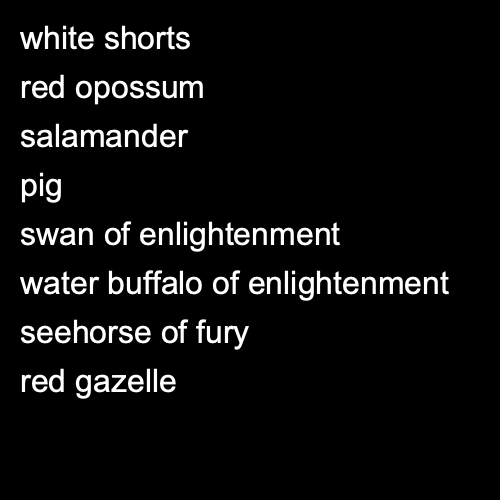 white shorts
red opossum
salamander
pig
swan of enlightenment
water buffalo of enlightenment
seehorse of fury
red gazelle